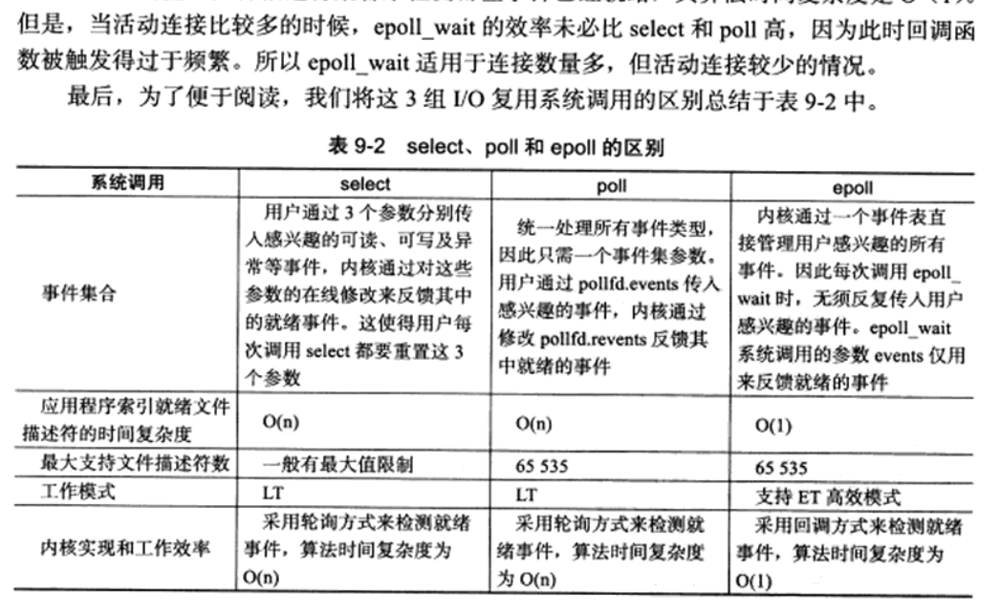 算法时间复杂度是 O（1）。
但是，当活动连接比较多的时候，epoll_wait 的效率未必比 select 和 poll 高，因为此时回调函
数被触发得过于频繁。所以 epoll_wait 适用于连接数量多，但活动连接较少的情况。
最后，为了便于阅读，我们将这 3 组 I/O 复用系统调用的区别总结于表 9-2 中。
表 9-2 select、poll 和 epoll 的区别
系统调用
select
poll
epoll
事件集合
用户通过 3 个参数分别传
入感兴趣的可读、可写及异
常等事件，内核通过对这些
参数的在线修改来反馈其中
的就绪事件。这使得用户每
次调用 select 都要重置这 3
个参数
统一处理所有事件类型，
因此只需一个事件集参数。
用户通过 pollfd.events 传入
感兴趣的事件，内核通过
修改 pollfd.revents 反馈其
中就绪的事件
内核通过一个事件表直
接管理用户感兴趣的所有
事件。因此每次调用 epoll_
wait 时，无须反复传入用户
感兴趣的事件。epoll_wait
系统调用的参数 events 仅用
来反馈就绪的事件
应用程序索引就绪文件
描述符的时间复杂度
O(n)
O(n)
O(1)
最大支持文件描述符数
一般有最大值限制
65 535
65 535
工作模式
LT
LT
支持 ET 高效模式
内核实现和工作效率
采用轮询方式来检测就绪
事件，算法时间复杂度为
O(n)
采用轮询方式来检测就
绪事件，算法时间复杂度
为 O(n)
采用回调方式来检测就绪
事件，算法时间复杂度为
O(1)